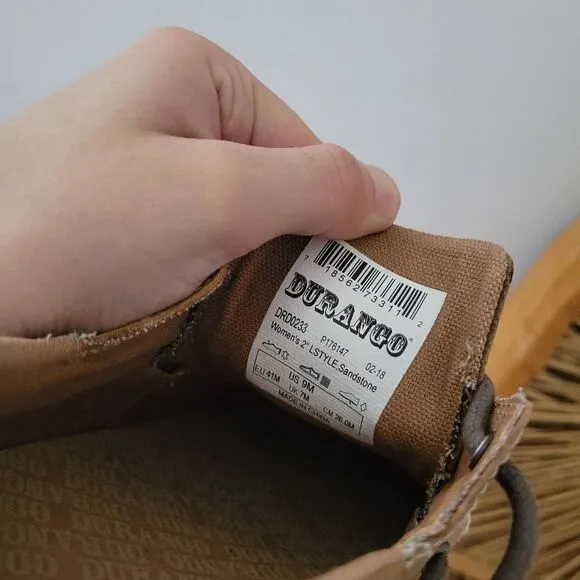 7 18562 73311 2
DURANGO
DRD0233 P178147 02-18
Women's 2" LSTYLE Sandstone
EU 41M US 9M UK 7M CM 26.0M
MADE IN CHINA
DURANGO